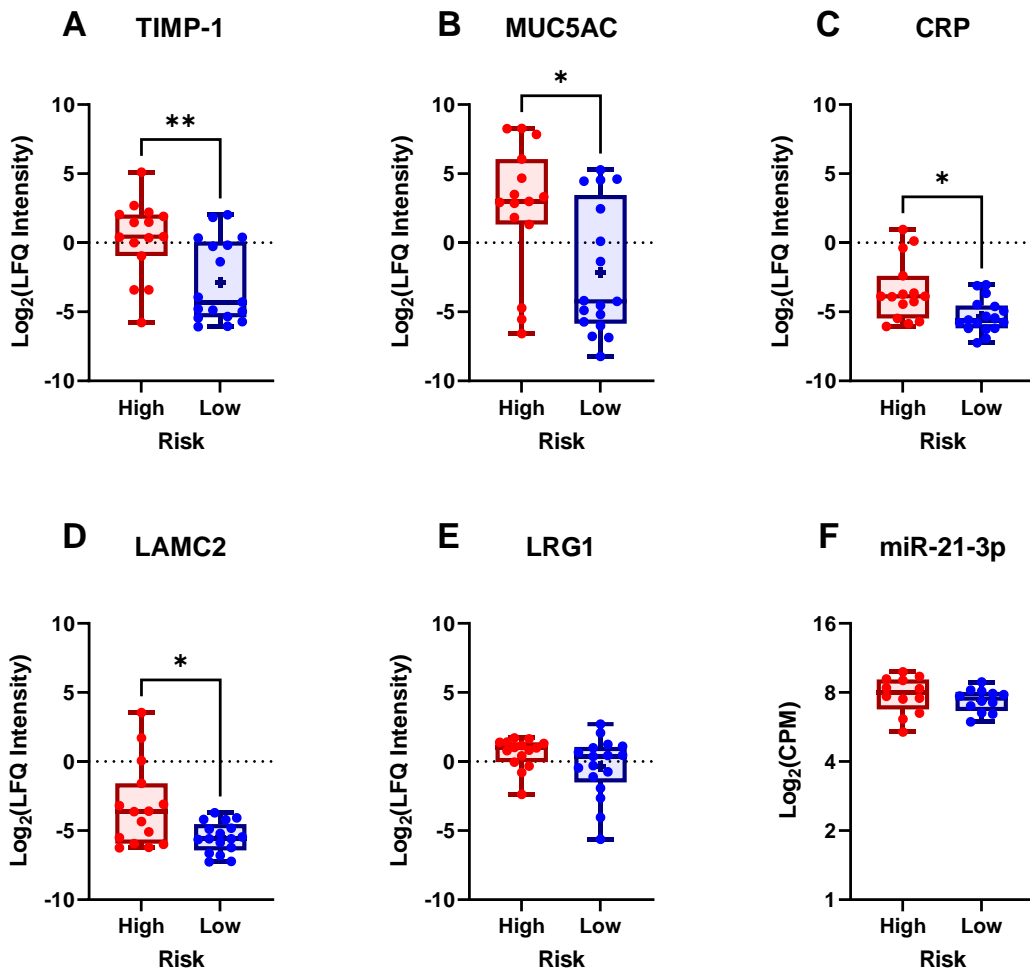 A TIMP-1
B MUC5AC
C CRP
**
*
*
Log2(LFQ Intensity)
10
5
0
-5
-10
High Low
Risk
Log2(LFQ Intensity)
10
5
0
-5
-10
High Low
Risk
Log2(LFQ Intensity)
10
5
0
-5
-10
High Low
Risk
D LAMC2
E LRG1
F miR-21-3p
*
Log2(LFQ Intensity)
10
5
0
-5
-10
High Low
Risk
Log2(LFQ Intensity)
10
5
0
-5
-10
High Low
Risk
Log2(CPM)
16
8
4
2
1
High Low
Risk